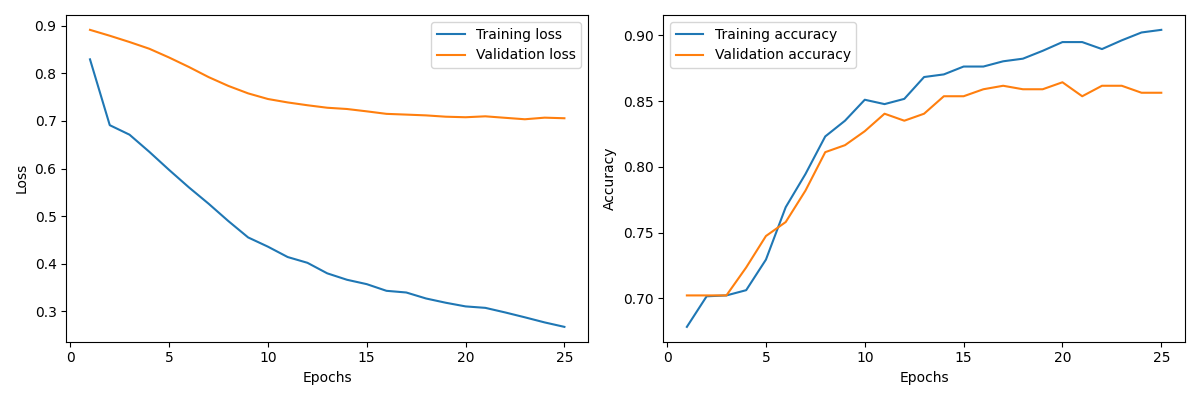 0.9
0.8
0.7
0.6
0.5
0.4
0.3
Loss
0 5 10 15 20 25
Epochs
Training loss
Validation loss
0.90
0.85
0.80
0.75
0.70
Accuracy
0 5 10 15 20 25
Epochs
Training accuracy
Validation accuracy